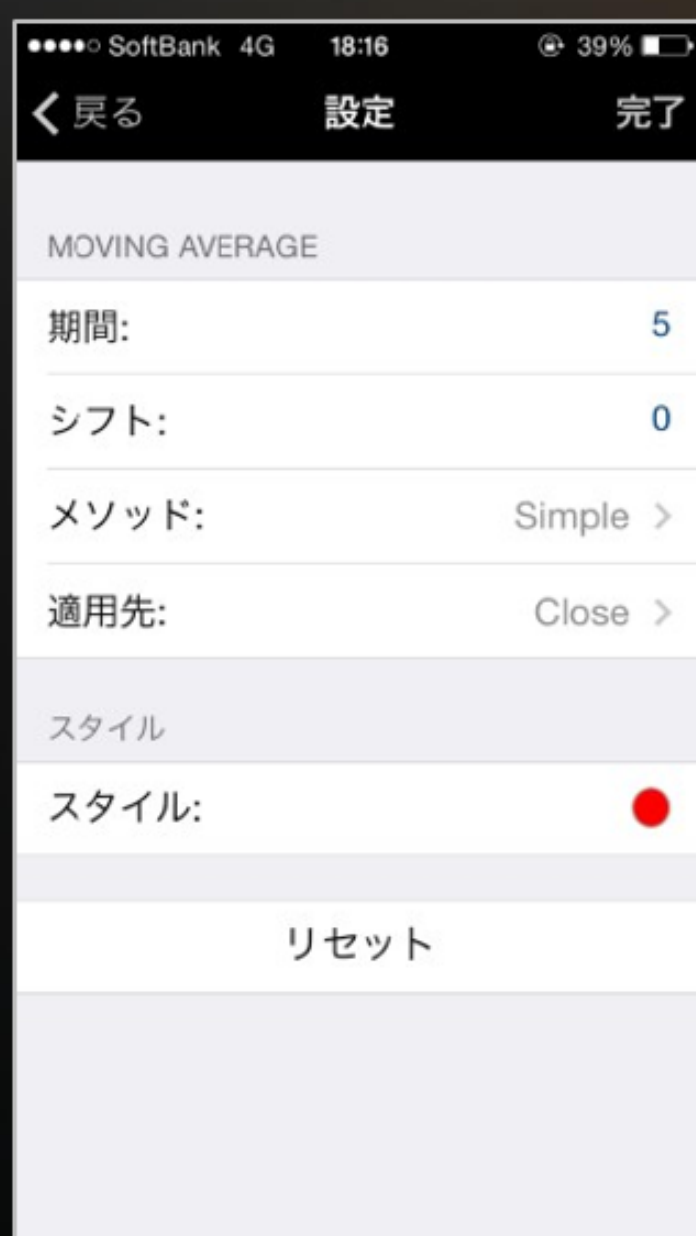 SoftBank 4G 18:16 39%
戻る 設定 完了
MOVING AVERAGE
期間: 5
シフト: 0
メソッド: Simple
適用先: Close
スタイル
スタイル:
リセット